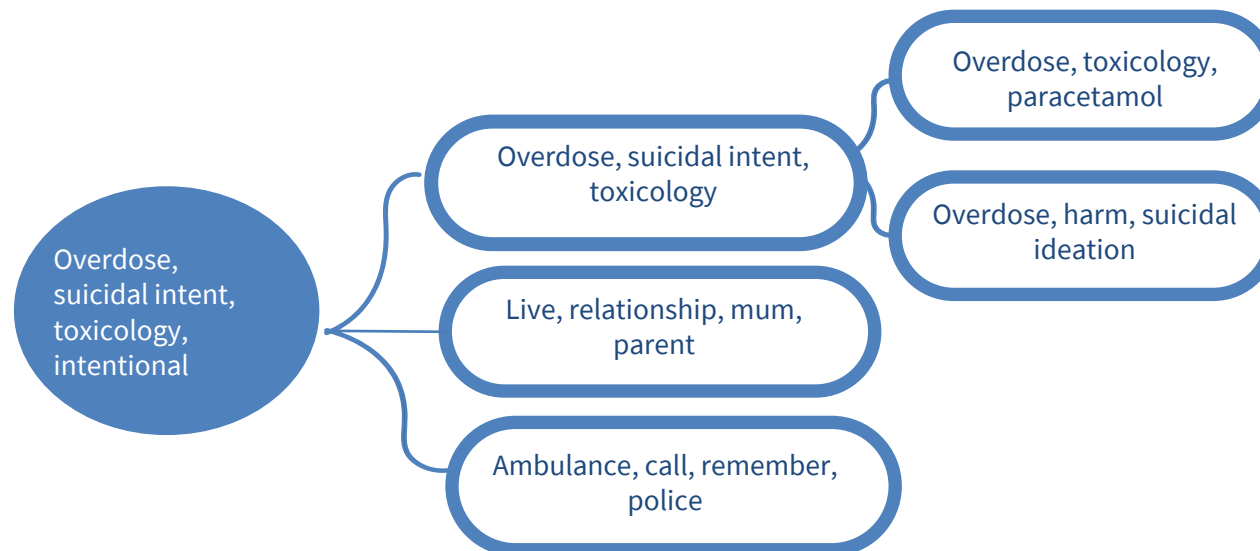 Overdose,
suicidal intent,
toxicology,
intentional
Overdose, suicidal intent,
toxicology
Overdose, toxicology,
paracetamol
Overdose, harm, suicidal
ideation
Live, relationship, mum,
parent
Ambulance, call, remember,
police